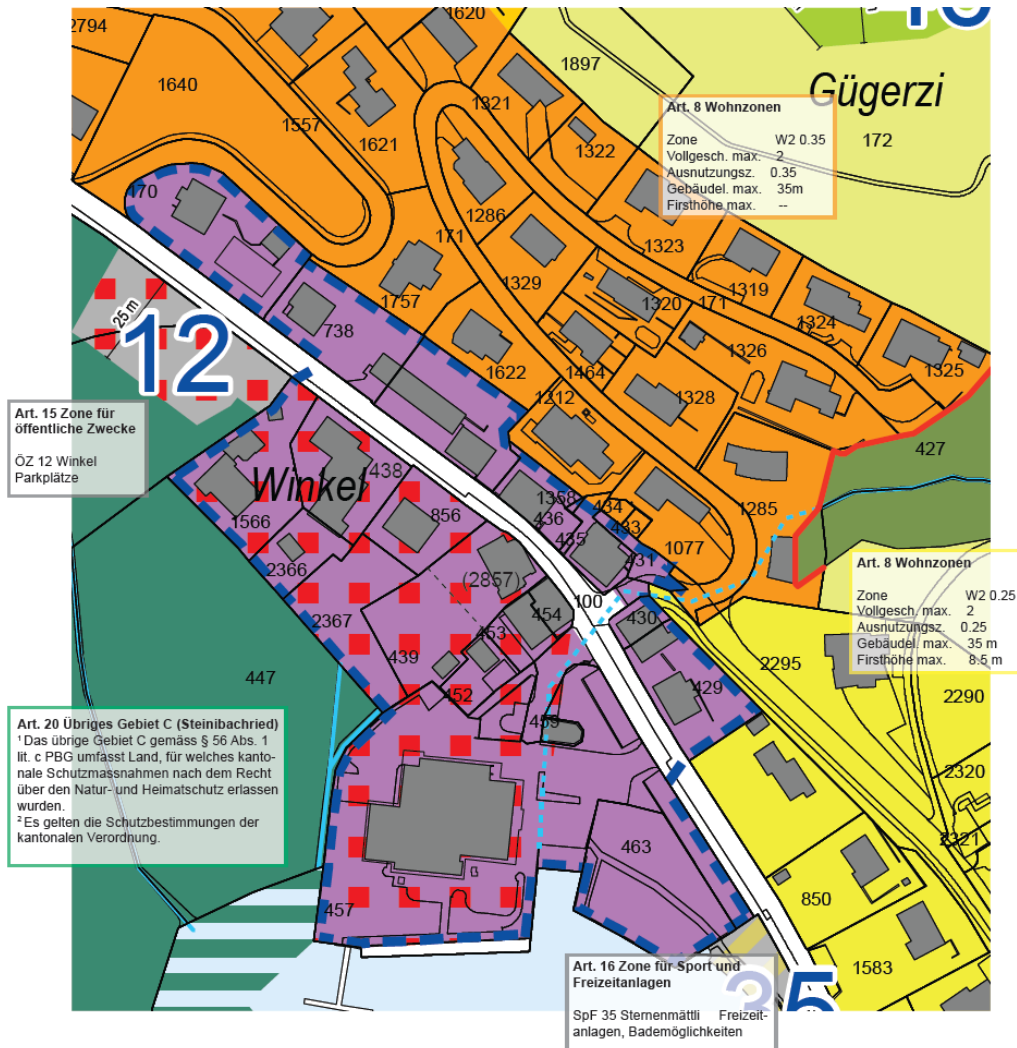 1620
2794
1897
Gügerzi
1640
1321
1557
1621
1322
172
Art. 8 Wohnzonen
Zone W2 0.35
Vollgesch. max. 2
Ausnutzungsz. 0.35
Gebäudel. max. 35m
Firsthöhe max. --
170
1286
171
1323
1329
1319
1757
1320
171
1324
25 m
12
738
1326
1325
1622
1464
1328
1212
Art. 15 Zone für
öffentliche Zwecke
ÖZ 12 Winkel
Parkplätze
427
Winkel
438
1358
434
1285
1566
856
436
433
435
1077
431
2366
(2857)
Art. 8 Wohnzonen
Zone W2 0.25
Vollgesch. max. 2
Ausnutzungsz. 0.25
Gebäudel. max. 35 m
Firsthöhe max. 8.5 m
100
2367
454
430
453
439
2295
447
452
429
2290
459
Art. 20 Übriges Gebiet C (Steinibachried)
¹ Das übrige Gebiet C gemäss § 56 Abs. 1
lit. c PBG umfasst Land, für welches kanto-
nale Schutzmassnahmen nach dem Recht
über den Natur- und Heimatschutz erlassen
wurden.
² Es gelten die Schutzbestimmungen der
kantonalen Verordnung.
2320
2321
463
850
457
1583
Art. 16 Zone für Sport und
Freizeitanlagen
SpF 35 Sternenmättli Freizeit-
anlagen, Bademöglichkeiten
35